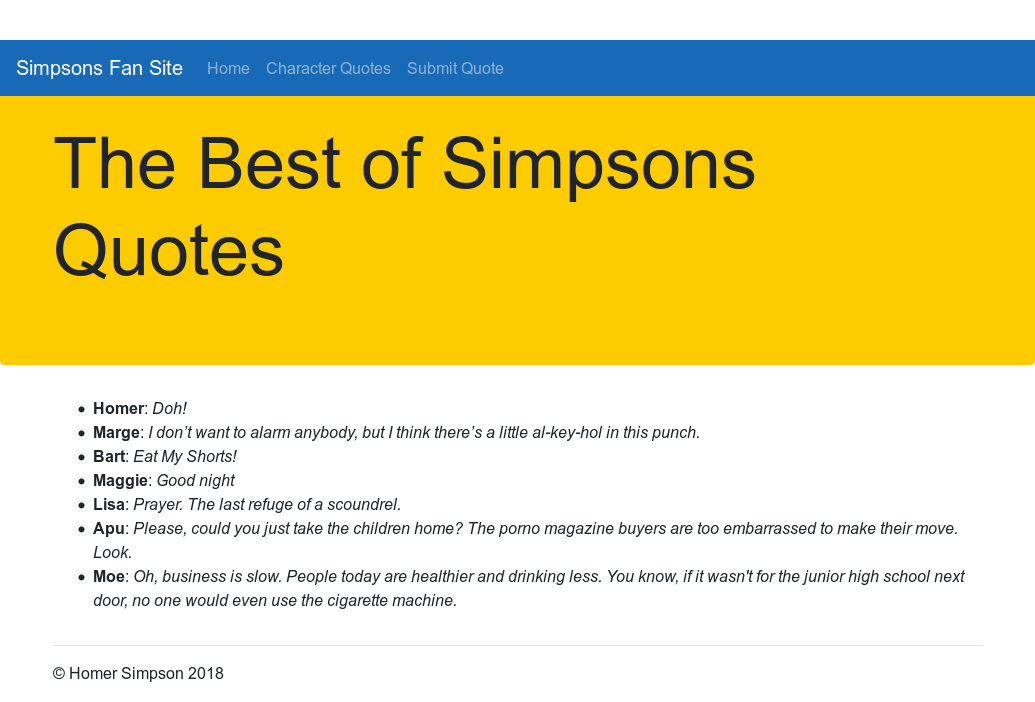 Simpsons Fan Site Home Character Quotes Submit Quote
The Best of Simpsons
Quotes
Homer: Doh!
Marge: I don’t want to alarm anybody, but I think there’s a little al-key-hol in this punch.
Bart: Eat My Shorts!
Maggie: Good night
Lisa: Prayer. The last refuge of a scoundrel.
Apu: Please, could you just take the children home? The porno magazine buyers are too embarrassed to make their move.
Look.
Moe: Oh, business is slow. People today are healthier and drinking less. You know, if it wasn't for the junior high school next
door, no one would even use the cigarette machine.
© Homer Simpson 2018